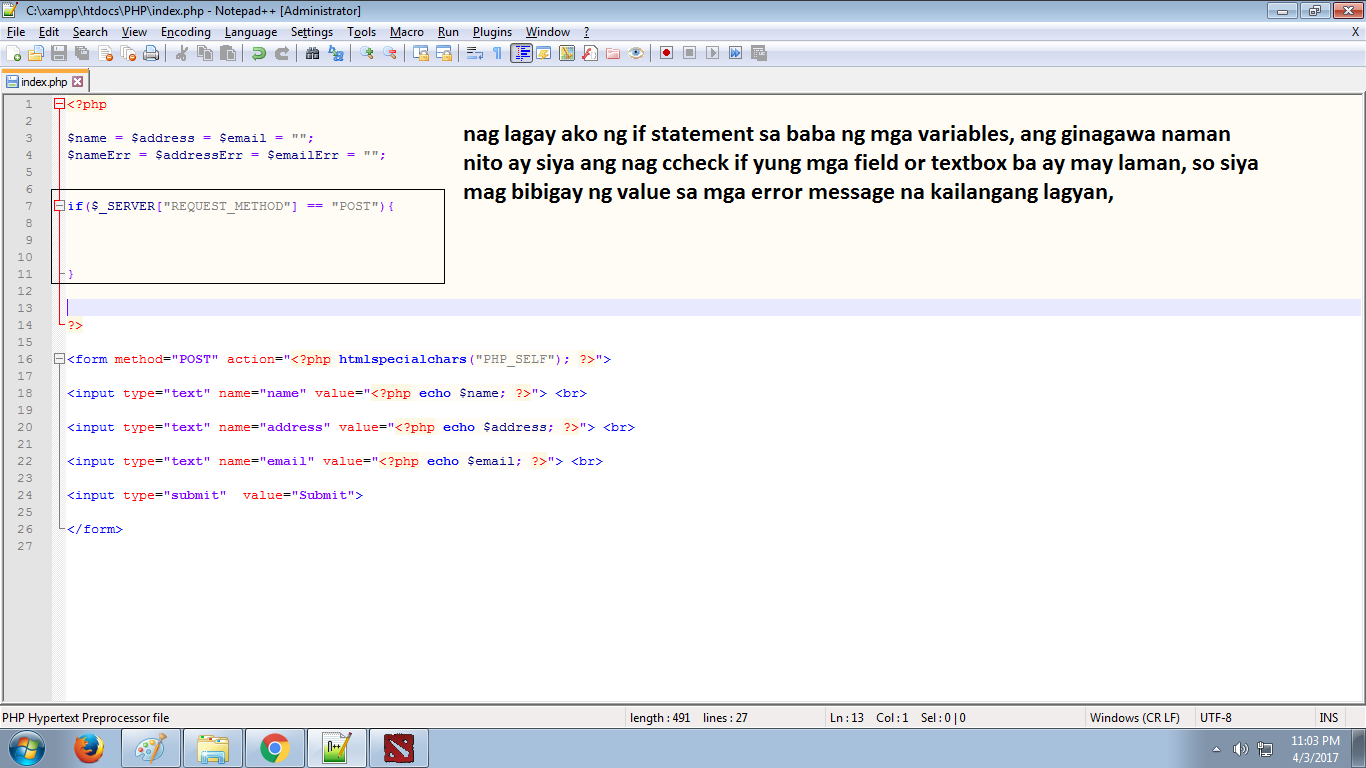 C:\xampp\htdocs\PHP\index.php - Notepad++ [Administrator]
File Edit Search View Encoding Language Settings Tools Macro Run Plugins Window ? X
index.php
1 <?php
2
3 $name = $address = $email = "";
4 $nameErr = $addressErr = $emailErr = "";
5
6
7 if($_SERVER["REQUEST_METHOD"] == "POST"){
8
9
10
11 }
12
13
14 ?>
15
16 <form method="POST" action="<?php htmlspecialchars("PHP_SELF"); ?>">
17
18 <input type="text" name="name" value="<?php echo $name; ?>"> <br>
19
20 <input type="text" name="address" value="<?php echo $address; ?>"> <br>
21
22 <input type="text" name="email" value="<?php echo $email; ?>"> <br>
23
24 <input type="submit"  value="Submit">
25
26 </form>
27
nag lagay ako ng if statement sa baba ng mga variables, ang ginagawa naman
nito ay siya ang nag ccheck if yung mga field or textbox ba ay may laman, so siya
mag bibigay ng value sa mga error message na kailangang lagyan,
PHP Hypertext Preprocessor file length : 491 lines : 27 Ln : 13 Col : 1 Sel : 0 | 0 Windows (CR LF) UTF-8 INS
11:03 PM
4/3/2017